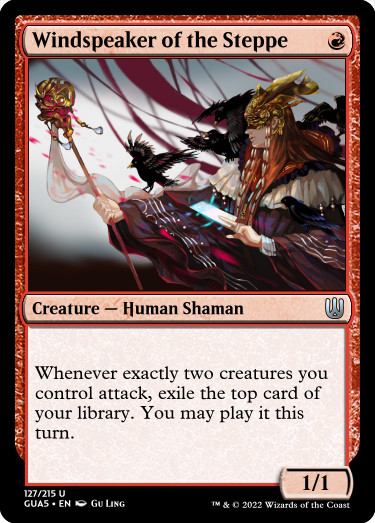 Windspeaker of the Steppe
Creature — Human Shaman
Whenever exactly two creatures you
control attack, exile the top card of
your library. You may play it this
turn.
1/1
127/215 U
GUA5 • EN Gu Ling
™ & © 2022 Wizards of the Coast